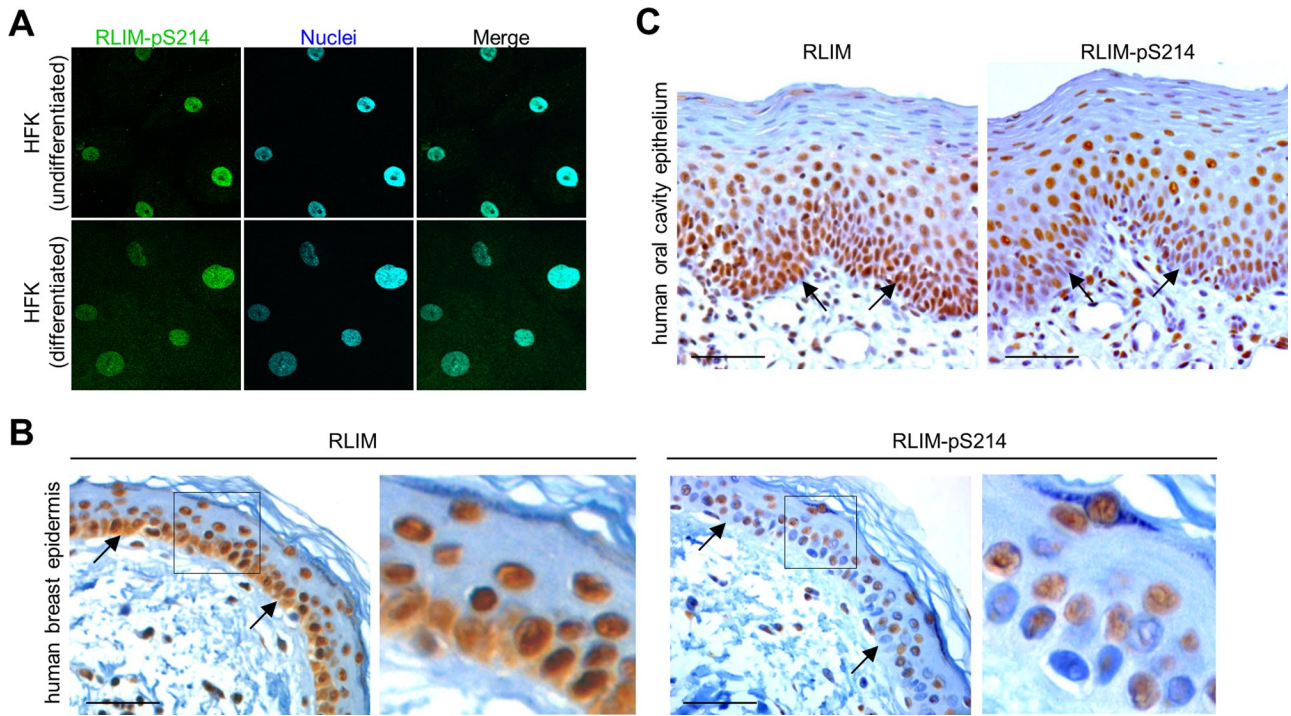 A
RLIM-pS214
Nuclei
Merge
HFK
(undifferentiated)
HFK
(differentiated)
C
RLIM
RLIM-pS214
human oral cavity epithelium
B
RLIM
RLIM-pS214
human breast epidermis